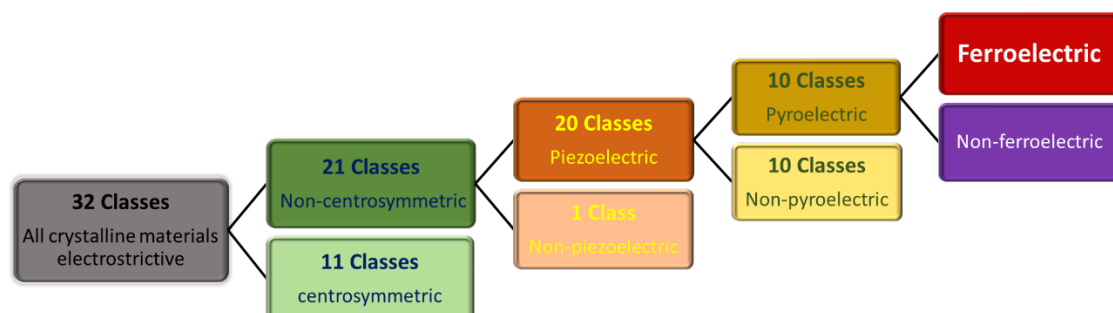 32 Classes
All crystalline materials
electrostrictive
21 Classes
Non-centrosymmetric
11 Classes
centrosymmetric
20 Classes
Piezoelectric
1 Class
Non-piezoelectric
10 Classes
Pyroelectric
10 Classes
Non-pyroelectric
Ferroelectric
Non-ferroelectric